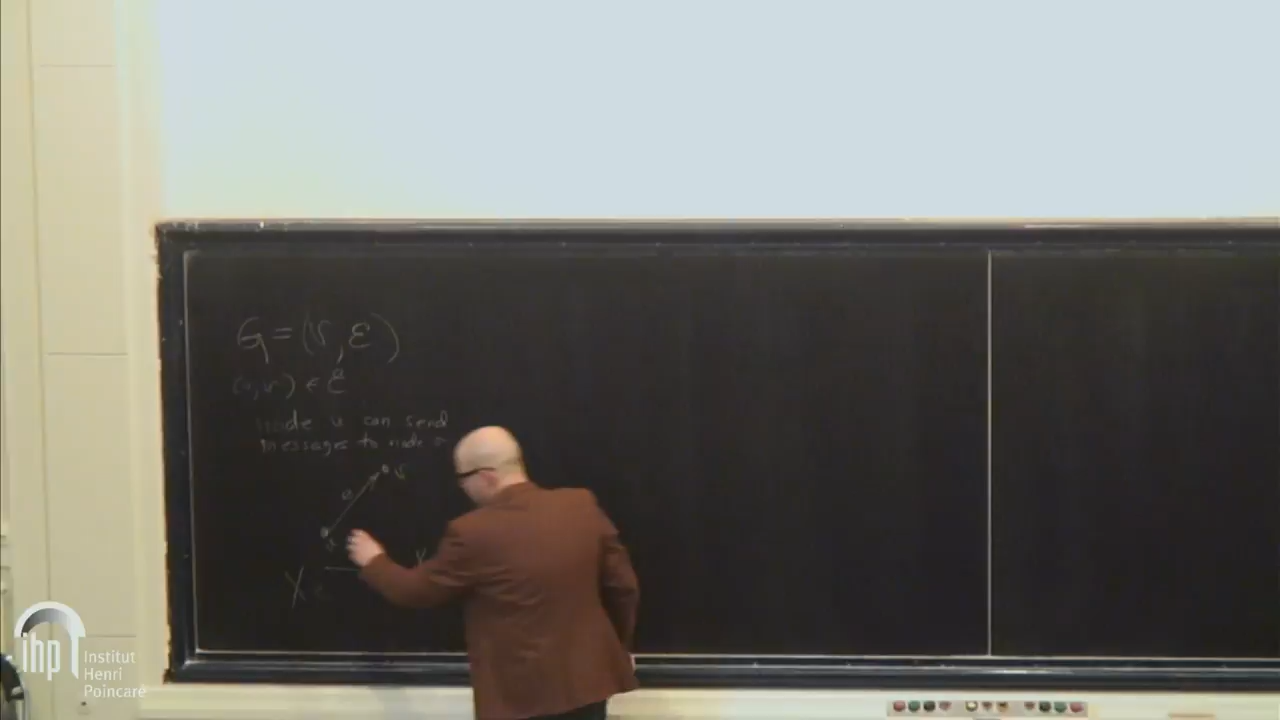 G = (V, E)
(u, v) ∈ E
node u can send
messages to node v
v
e
u
X
X e
ihp Institut
Henri
Poincaré